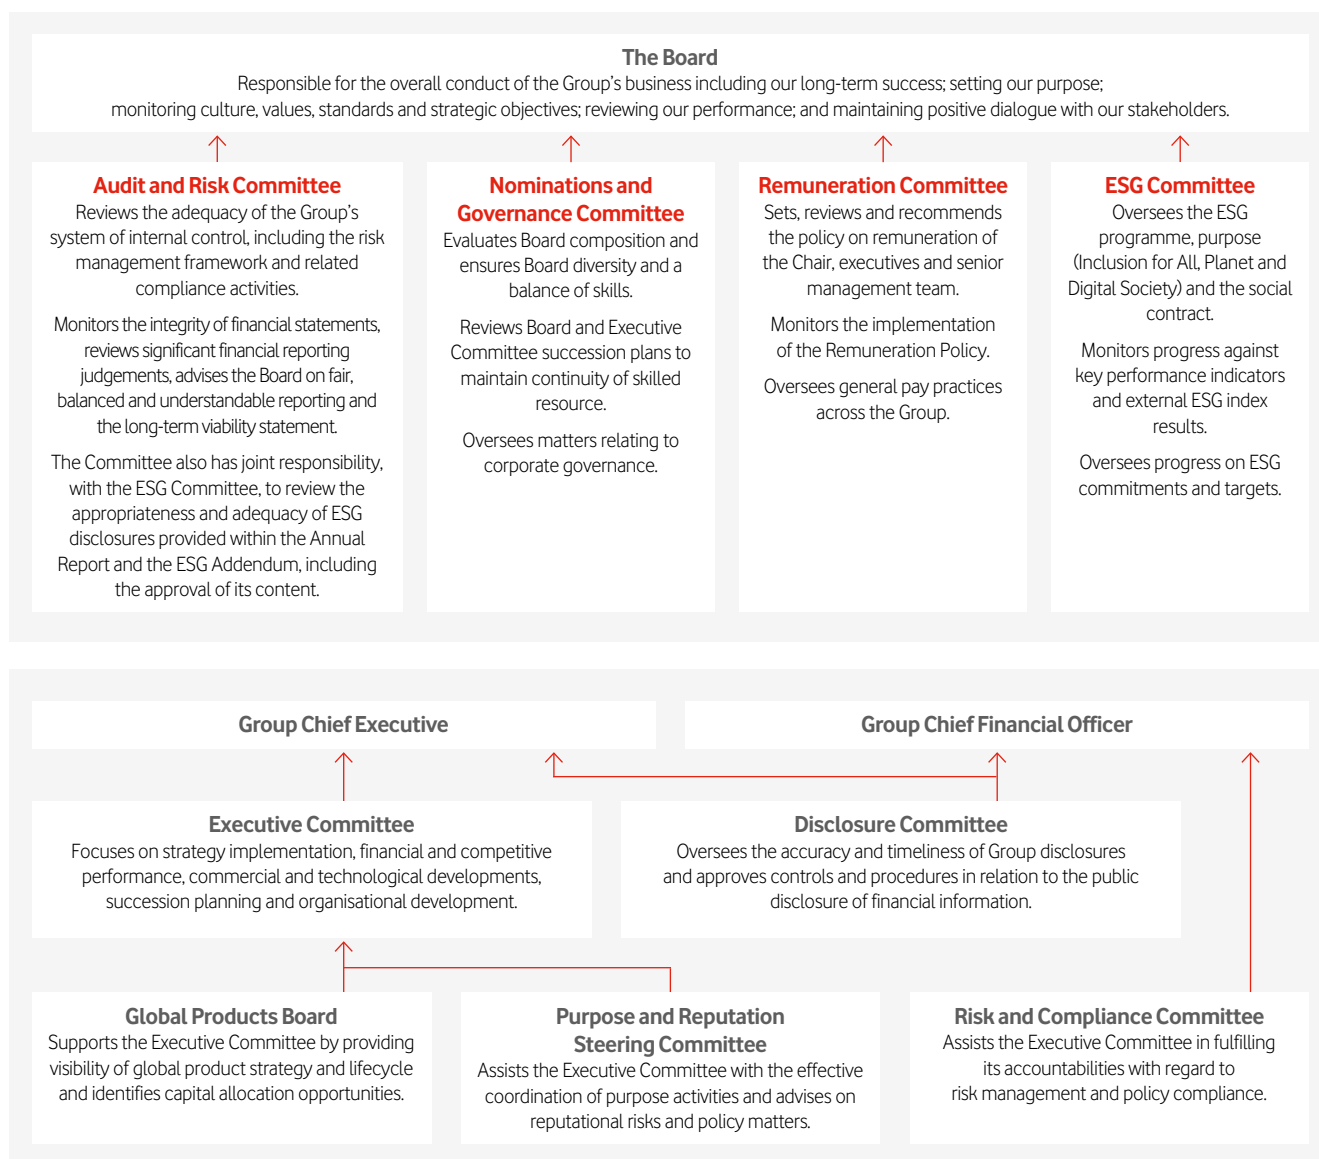 The Board
Responsible for the overall conduct of the Group’s business including our long-term success; setting our purpose;
monitoring culture, values, standards and strategic objectives; reviewing our performance; and maintaining positive dialogue with our stakeholders.
Audit and Risk Committee
Reviews the adequacy of the Group’s
system of internal control, including the risk
management framework and related
compliance activities.
Monitors the integrity of financial statements,
reviews significant financial reporting
judgements, advises the Board on fair,
balanced and understandable reporting and
the long-term viability statement.
The Committee also has joint responsibility,
with the ESG Committee, to review the
appropriateness and adequacy of ESG
disclosures provided within the Annual
Report and the ESG Addendum, including
the approval of its content.
Nominations and
Governance Committee
Evaluates Board composition and
ensures Board diversity and a
balance of skills.
Reviews Board and Executive
Committee succession plans to
maintain continuity of skilled
resource.
Oversees matters relating to
corporate governance.
Remuneration Committee
Sets, reviews and recommends
the policy on remuneration of
the Chair, executives and senior
management team.
Monitors the implementation
of the Remuneration Policy.
Oversees general pay practices
across the Group.
ESG Committee
Oversees the ESG
programme, purpose
(Inclusion for All, Planet and
Digital Society) and the social
contract.
Monitors progress against
key performance indicators
and external ESG index
results.
Oversees progress on ESG
commitments and targets.
Group Chief Executive
Group Chief Financial Officer
Executive Committee
Focuses on strategy implementation, financial and competitive
performance, commercial and technological developments,
succession planning and organisational development.
Disclosure Committee
Oversees the accuracy and timeliness of Group disclosures
and approves controls and procedures in relation to the public
disclosure of financial information.
Global Products Board
Supports the Executive Committee by providing
visibility of global product strategy and lifecycle
and identifies capital allocation opportunities.
Purpose and Reputation
Steering Committee
Assists the Executive Committee with the effective
coordination of purpose activities and advises on
reputational risks and policy matters.
Risk and Compliance Committee
Assists the Executive Committee in fulfilling
its accountabilities with regard to
risk management and policy compliance.